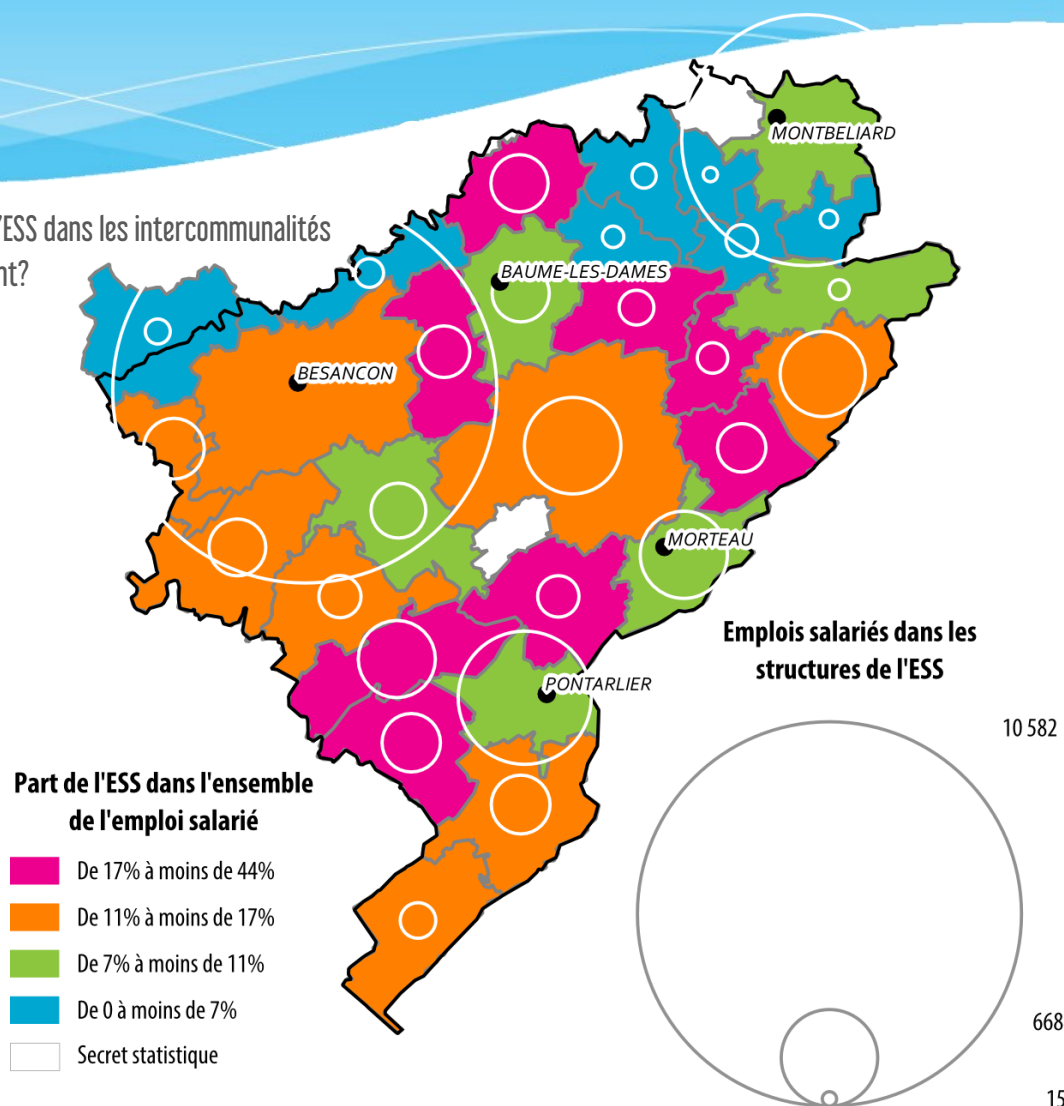 'ESS dans les intercommunalités
nt?
MONTBELIARD
BAUME-LES-DAMES
BESANCON
MORTEAU
PONTARLIER
Emplois salariés dans les
structures de l'ESS
10 582
668
15
Part de l'ESS dans l'ensemble
de l'emploi salarié
De 17% à moins de 44%
De 11% à moins de 17%
De 7% à moins de 11%
De 0 à moins de 7%
Secret statistique